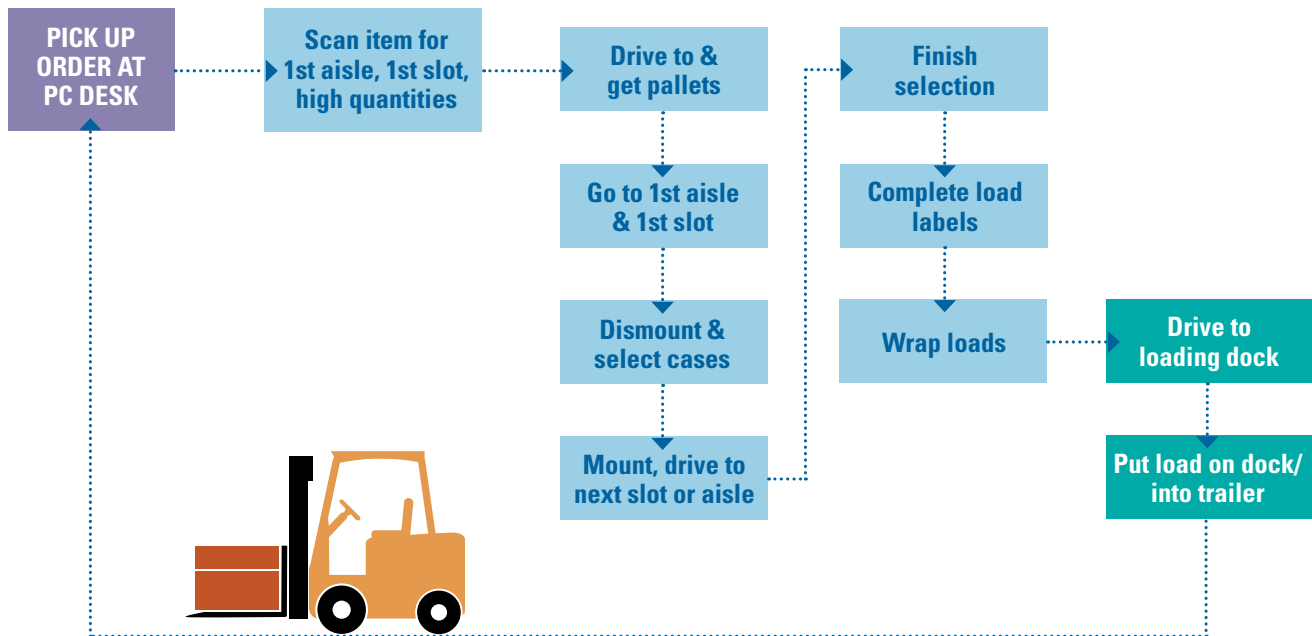 PICK UP
ORDER AT
PC DESK
Scan item for
1st aisle, 1st slot,
high quantities
Drive to &
get pallets
Go to 1st aisle
& 1st slot
Dismount &
select cases
Mount, drive to
next slot or aisle
Finish
selection
Complete load
labels
Wrap loads
Drive to
loading dock
Put load on dock/
into trailer